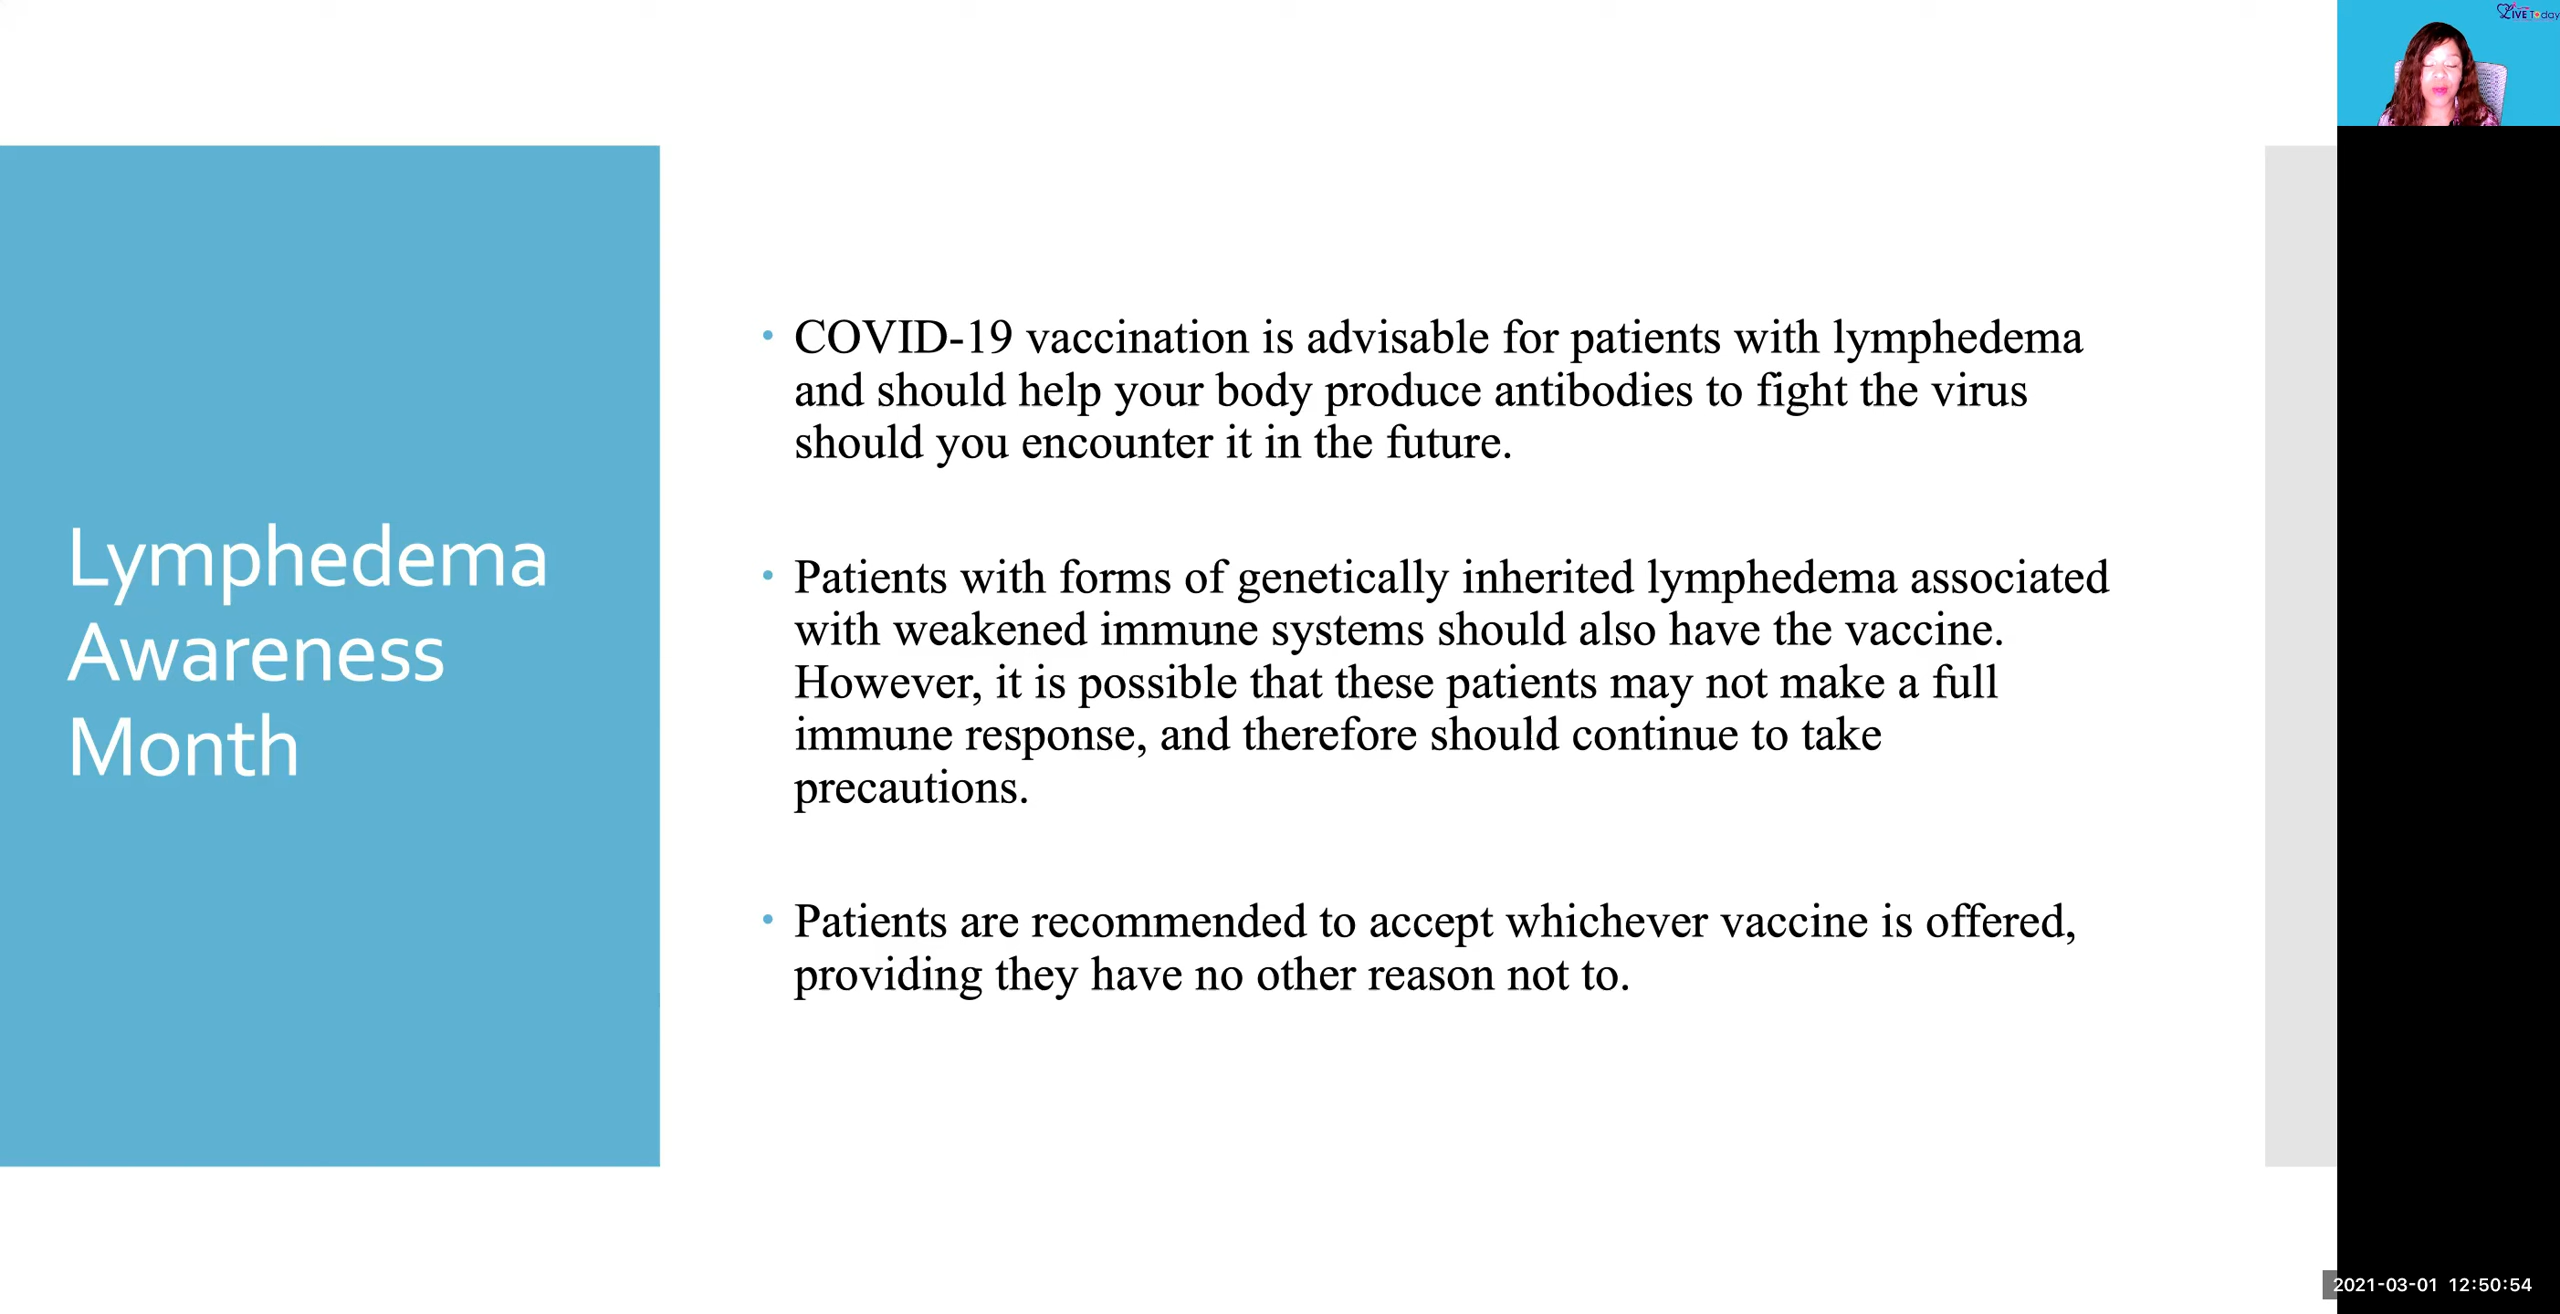 LIVE Today
Lymphedema
Awareness
Month
• COVID-19 vaccination is advisable for patients with lymphedema
and should help your body produce antibodies to fight the virus
should you encounter it in the future.
• Patients with forms of genetically inherited lymphedema associated
with weakened immune systems should also have the vaccine.
However, it is possible that these patients may not make a full
immune response, and therefore should continue to take
precautions.
• Patients are recommended to accept whichever vaccine is offered,
providing they have no other reason not to.
2021-03-01 12:50:54